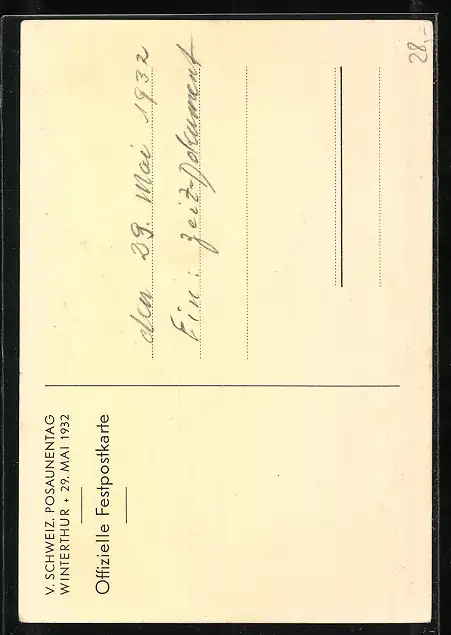 V. SCHWEIZ. POSAUNENTAG
WINTERTHUR + 29. MAI 1932
Offizielle Festpostkarte
den 29. Mai 1932
Ein : Zeit-Dokument
28,-